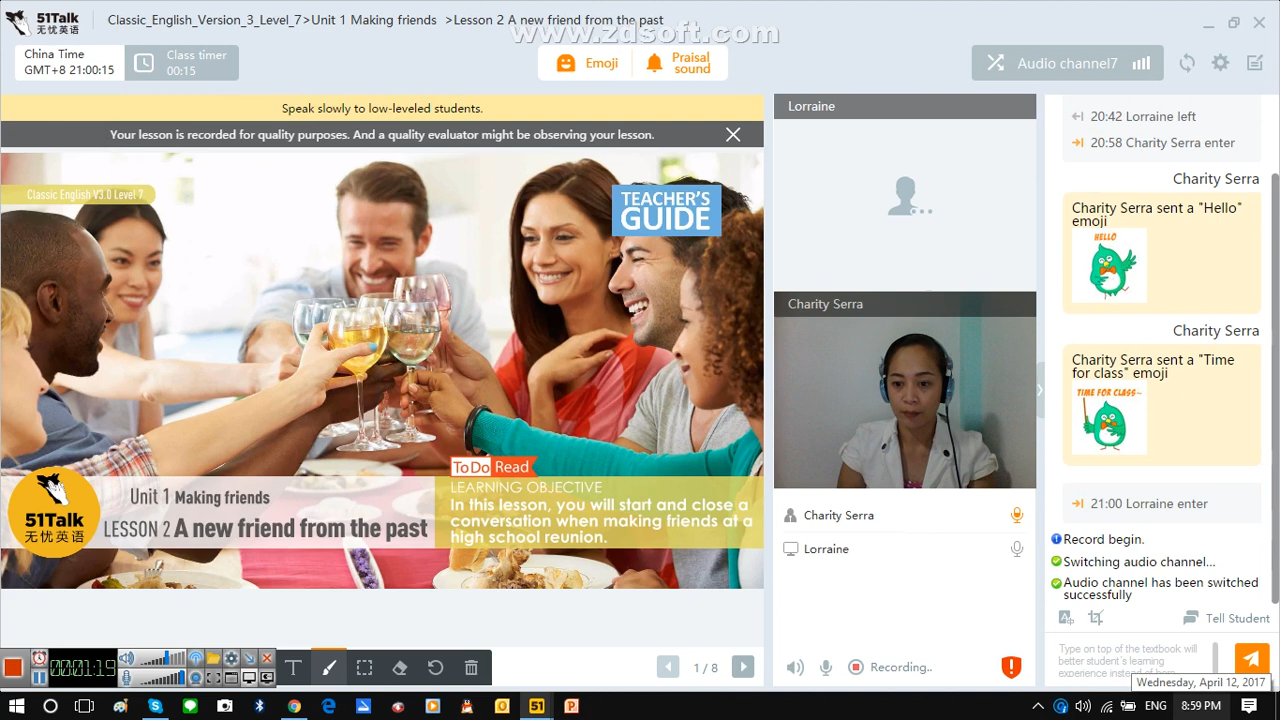 51Talk
无忧英语
Classic_English_Version_3_Level_7>Unit 1 Making friends >Lesson 2 A new friend from the past
www.zdsoft.com
China Time
GMT+8 21:00:15
Class timer
00:15
Emoji
Praisal
sound
Audio channel7
Speak slowly to low-leveled students.
Your lesson is recorded for quality purposes. And a quality evaluator might be observing your lesson.
Classic English V3.0 Level 7
TEACHER'S
GUIDE
To Do Read
LEARNING OBJECTIVE
In this lesson, you will start and close a
conversation when making friends at a
high school reunion.
51Talk
无忧英语
Unit 1 Making friends
LESSON 2 A new friend from the past
Lorraine
Charity Serra
Charity Serra
Lorraine
Recording..
20:42 Lorraine left
20:58 Charity Serra enter
Charity Serra
Charity Serra sent a "Hello"
emoji
HELLO
Charity Serra
Charity Serra sent a "Time
for class" emoji
TIME FOR CLASS~
21:00 Lorraine enter
Record begin.
Switching audio channel...
Audio channel has been switched
successfully
Tell Student
Type on top of the textbook will
better student's learning
experience instead of
Wednesday, April 12, 2017
00:01:19
T
1 / 8
51
ENG
8:59 PM